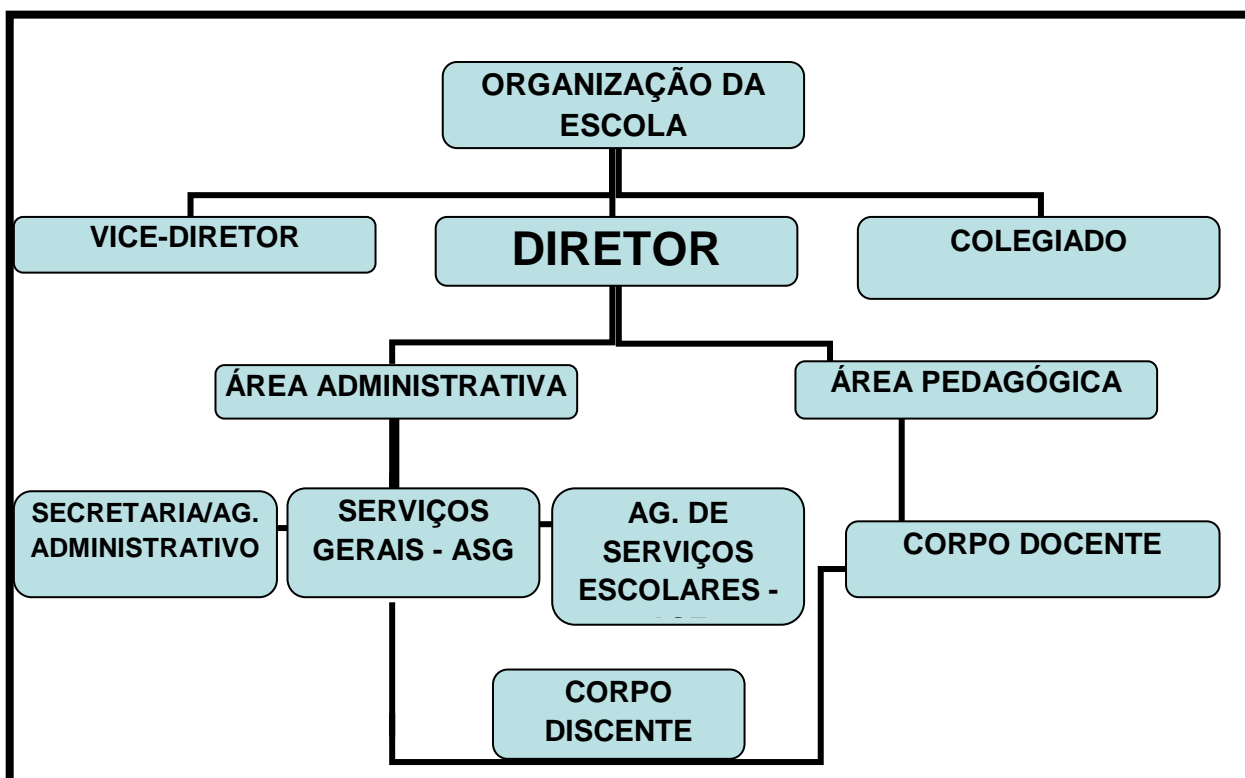 ORGANIZAÇÃO DA
ESCOLA
VICE-DIRETOR
DIRETOR
COLEGIADO
ÁREA ADMINISTRATIVA
ÁREA PEDAGÓGICA
SECRETARIA/AG.
ADMINISTRATIVO
SERVIÇOS
GERAIS - ASG
AG. DE
SERVIÇOS
ESCOLARES -
CORPO DOCENTE
CORPO
DISCENTE